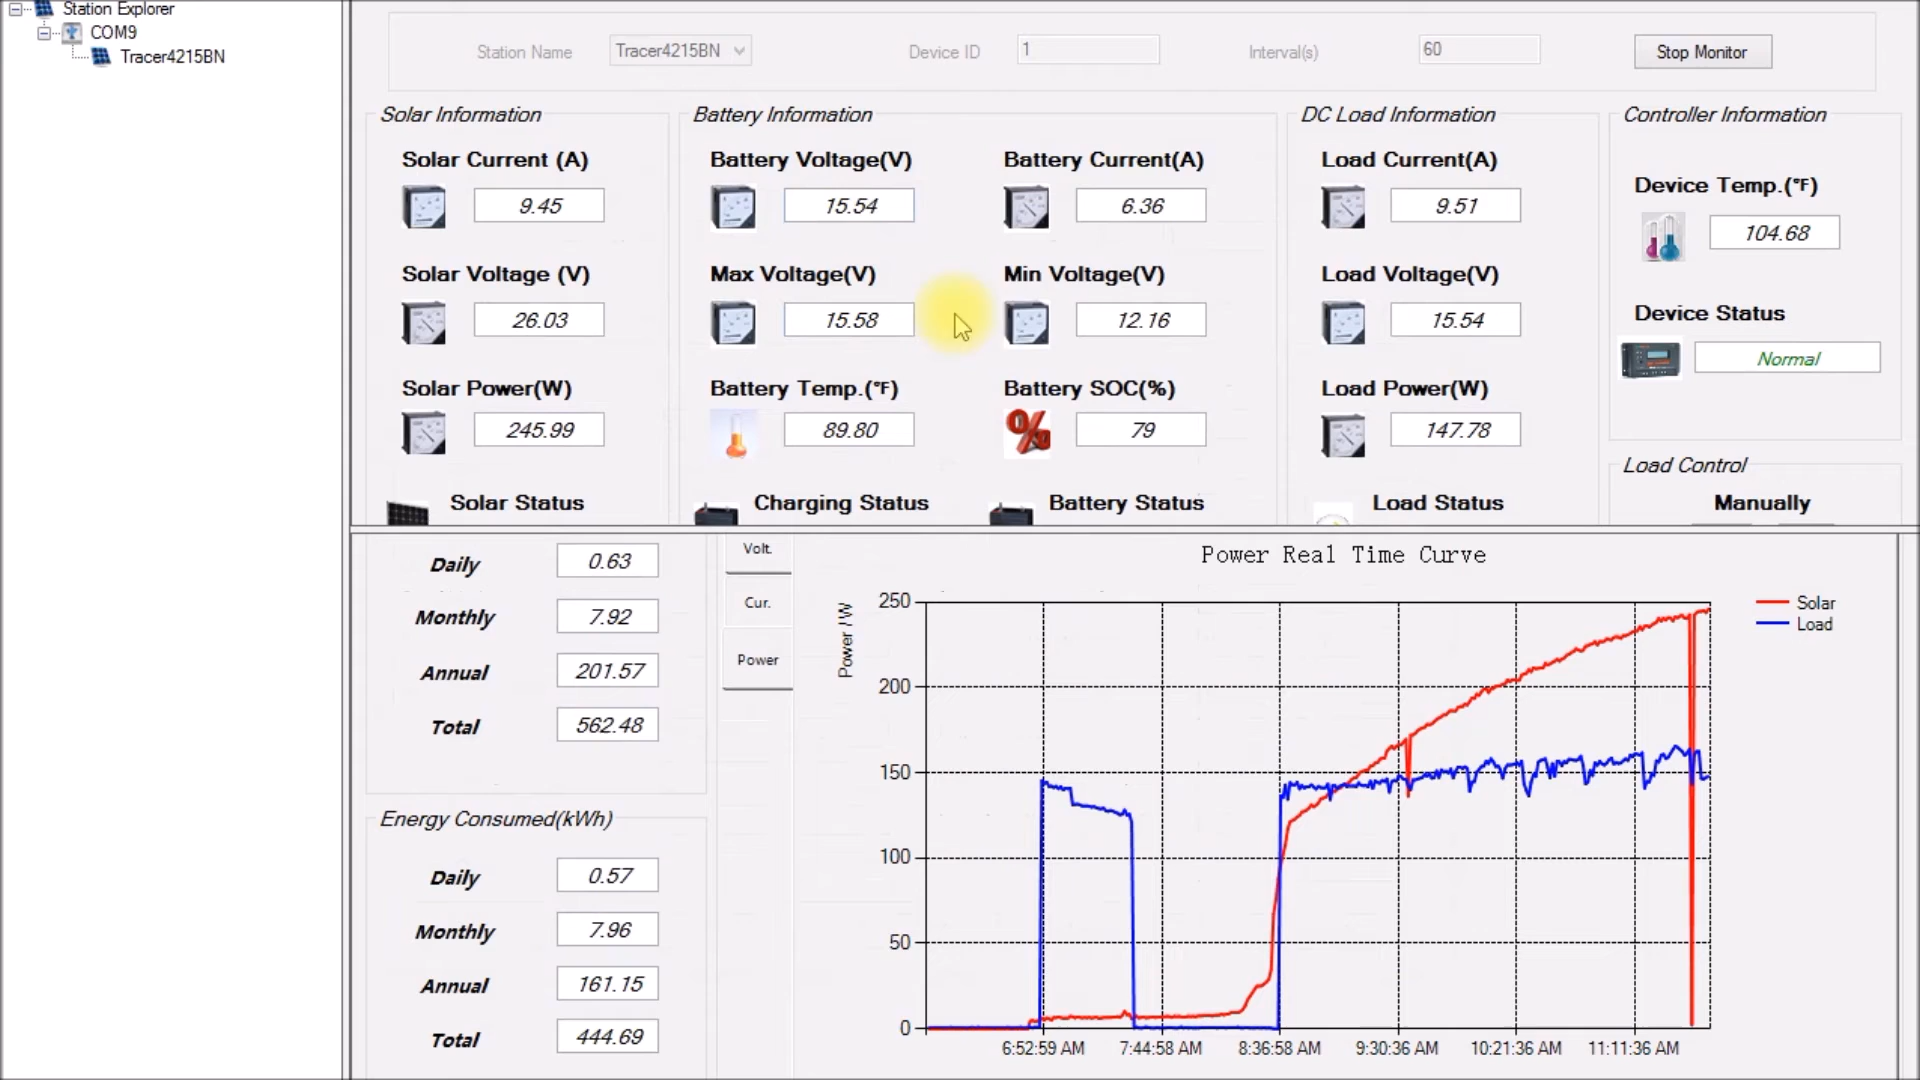 Station Explorer
COM9
Tracer4215BN
Station Name Tracer4215BN Device ID 1 Interval(s) 60 Stop Monitor
Solar Information
Solar Current (A)
9.45
Solar Voltage (V)
26.03
Solar Power(W)
245.99
Solar Status
Battery Information
Battery Voltage(V) Battery Current(A)
15.54 6.36
Max Voltage(V) Min Voltage(V)
15.58 12.16
Battery Temp.(°F) Battery SOC(%)
89.80 % 79
Charging Status Battery Status
DC Load Information
Load Current(A)
9.51
Load Voltage(V)
15.54
Load Power(W)
147.78
Load Status
Controller Information
Device Temp.(°F)
104.68
Device Status
Normal
Load Control
Manually
Daily 0.63
Monthly 7.92
Annual 201.57
Total 562.48
Energy Consumed(kWh)
Daily 0.57
Monthly 7.96
Annual 161.15
Total 444.69
Volt.
Cur.
Power
Power Real Time Curve
Power / W
250
200
150
100
50
0
6:52:59 AM 7:44:58 AM 8:36:58 AM 9:30:36 AM 10:21:36 AM 11:11:36 AM
Solar
Load